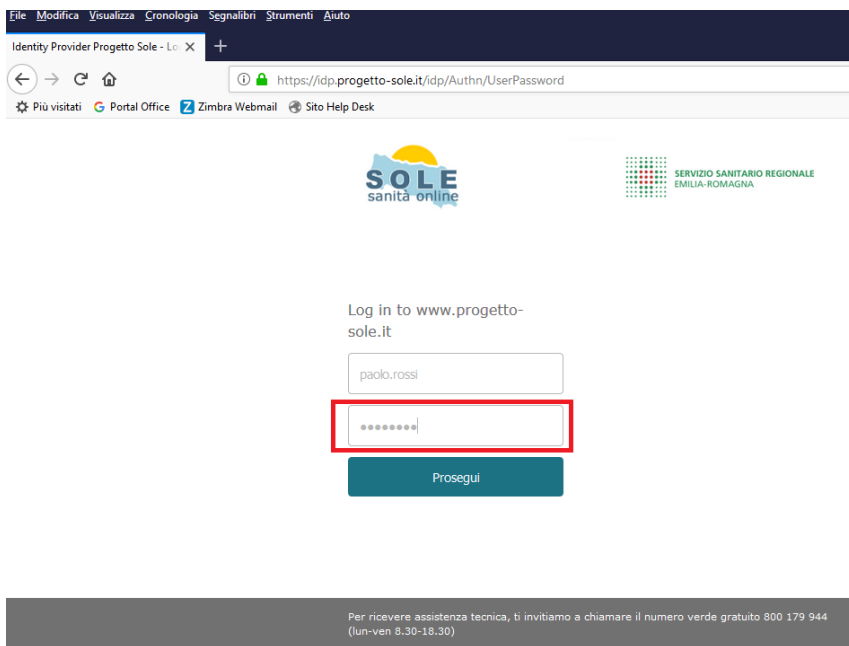 File Modifica Visualizza Cronologia Segnalibri Strumenti Aiuto
Identity Provider Progetto Sole - Lo
https://idp.progetto-sole.it/idp/Authn/UserPassword
Più visitati Portal Office Zimbra Webmail Sito Help Desk
SOLE
sanità online
SERVIZIO SANITARIO REGIONALE
EMILIA-ROMAGNA
Log in to www.progetto-
sole.it
paolo.rossi
Prosegui
Per ricevere assistenza tecnica, ti invitiamo a chiamare il numero verde gratuito 800 179 944
(lun-ven 8.30-18.30)